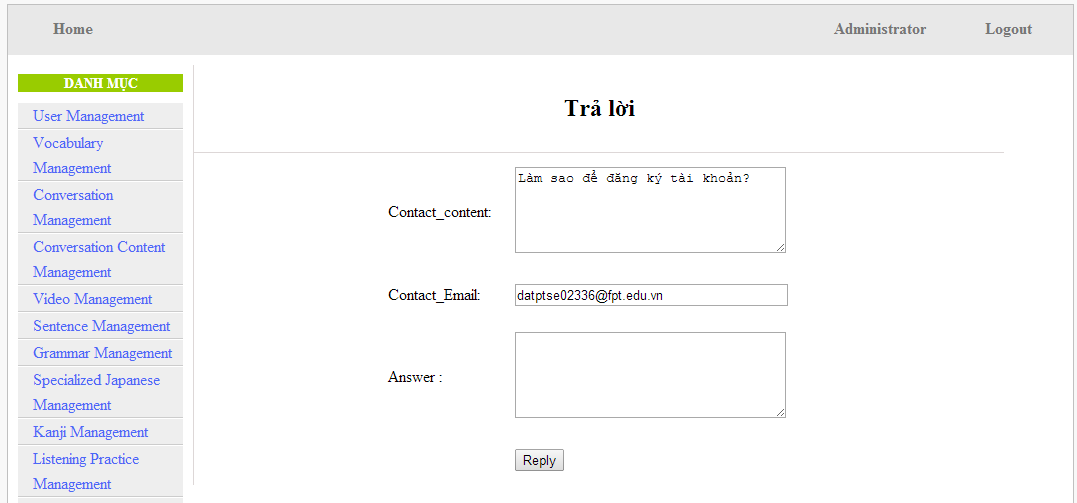 Home
Administrator
Logout
DANH MỤC
User Management
Vocabulary
Management
Conversation
Management
Conversation Content
Management
Video Management
Sentence Management
Grammar Management
Specialized Japanese
Management
Kanji Management
Listening Practice
Management
Trả lời
Contact_content:
Làm sao để đăng ký tài khoản?
Contact_Email:
datptse02336@fpt.edu.vn
Answer :
Reply